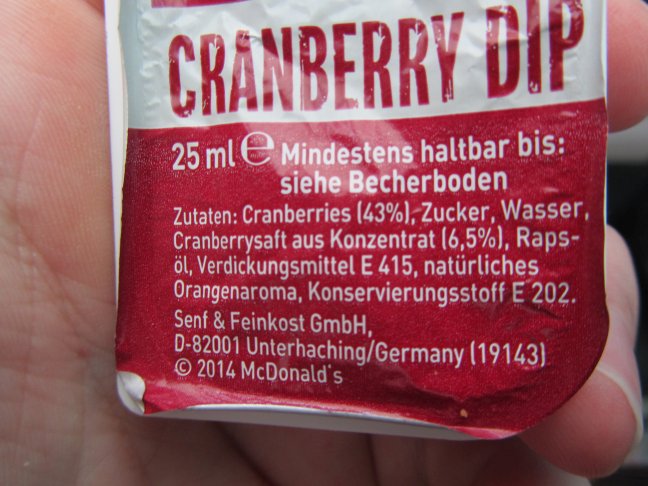 CRANBERRY DIP
25 ml ℮ Mindestens haltbar bis:
siehe Becherboden
Zutaten: Cranberries (43%), Zucker, Wasser,
Cranberrysaft aus Konzentrat (6,5%), Raps-
öl, Verdickungsmittel E 415, natürliches
Orangenaroma, Konservierungsstoff E 202.
Senf & Feinkost GmbH,
D-82001 Unterhaching/Germany (19143)
© 2014 McDonald's